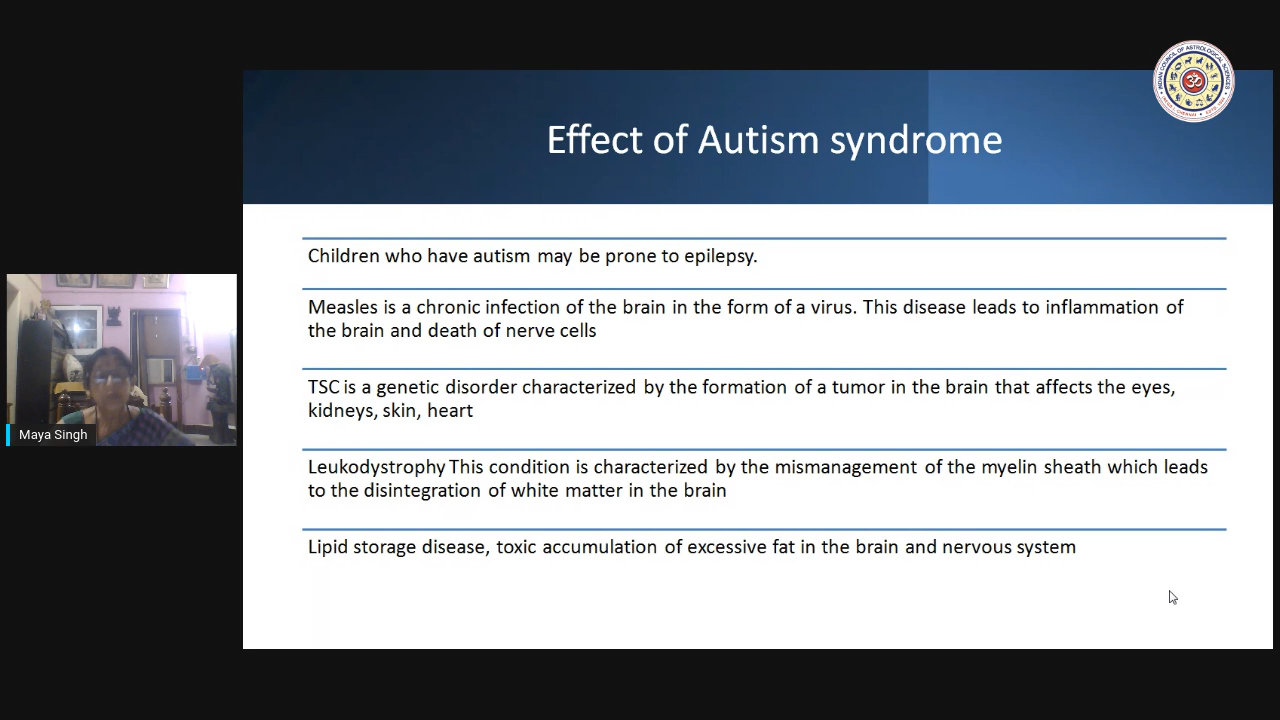 INDIAN COUNCIL OF ASTROLOGICAL SCIENCES
Effect of Autism syndrome
Children who have autism may be prone to epilepsy.
Measles is a chronic infection of the brain in the form of a virus. This disease leads to inflammation of
the brain and death of nerve cells
TSC is a genetic disorder characterized by the formation of a tumor in the brain that affects the eyes,
kidneys, skin, heart
Leukodystrophy This condition is characterized by the mismanagement of the myelin sheath which leads
to the disintegration of white matter in the brain
Lipid storage disease, toxic accumulation of excessive fat in the brain and nervous system
Maya Singh